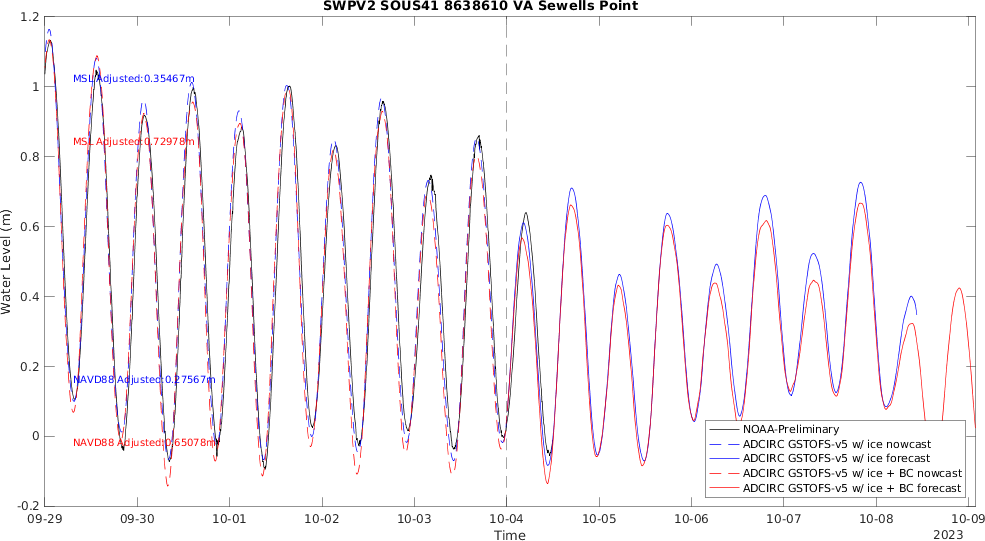 SWPV2 SOUS41 8638610 VA Sewells Point
1.2
1
0.8
0.6
0.4
0.2
0
-0.2
Water Level (m)
MSL Adjusted:0.35467m
MSL Adjusted:0.72978m
NAVD88 Adjusted:0.27567m
NAVD88 Adjusted:0.65078m
NOAA-Preliminary
ADCIRC GSTOFS-v5 w/ ice nowcast
ADCIRC GSTOFS-v5 w/ ice forecast
ADCIRC GSTOFS-v5 w/ ice + BC nowcast
ADCIRC GSTOFS-v5 w/ ice + BC forecast
09-29 09-30 10-01 10-02 10-03 10-04 10-05 10-06 10-07 10-08 10-09
Time
2023